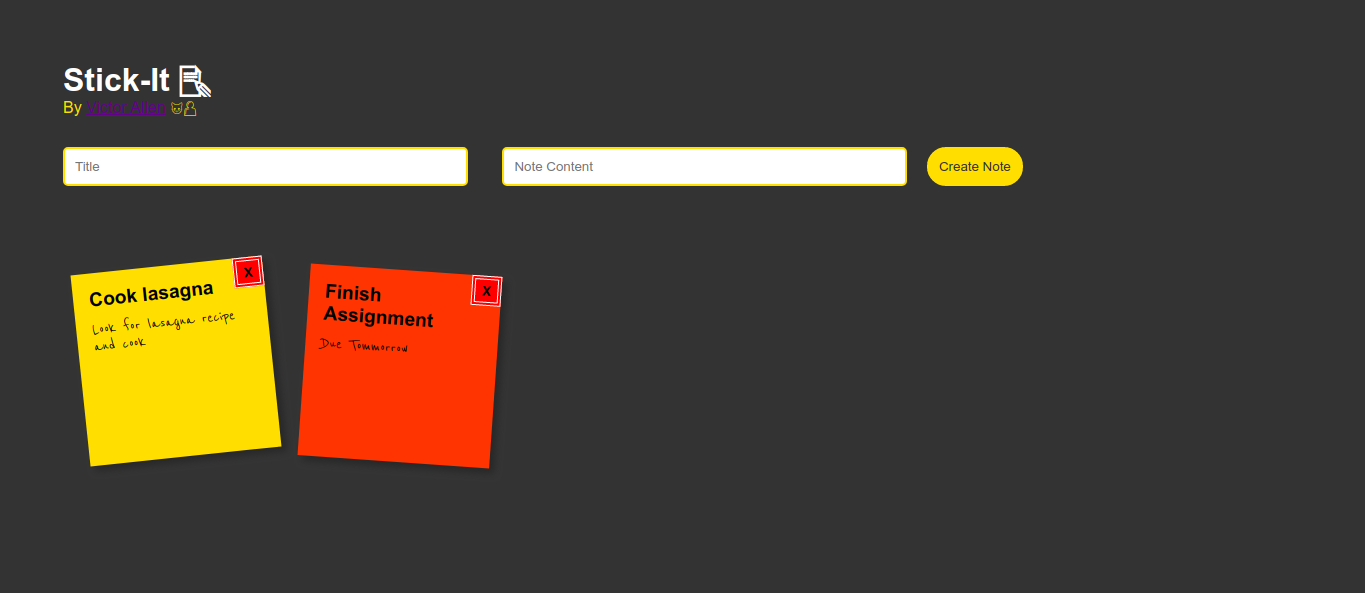 Stick-It
By Victor Alika
Title
Note Content
Create Note
X
Cook lasagna
Look for lasagna recipe
and cook
X
Finish
Assignment
Due Tommorrow